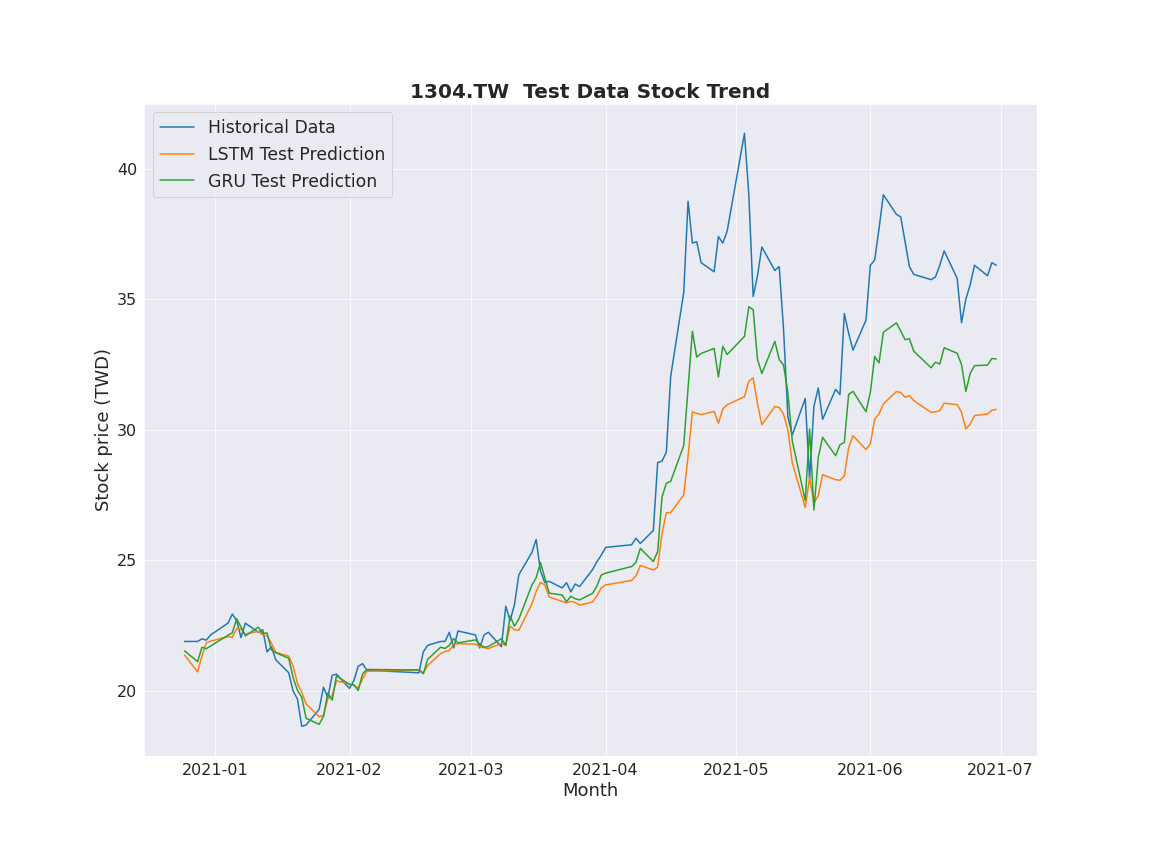 1304.TW  Test Data Stock Trend
Historical Data
LSTM Test Prediction
GRU Test Prediction
Stock price (TWD)
40
35
30
25
20
2021-01 2021-02 2021-03 2021-04 2021-05 2021-06 2021-07
Month